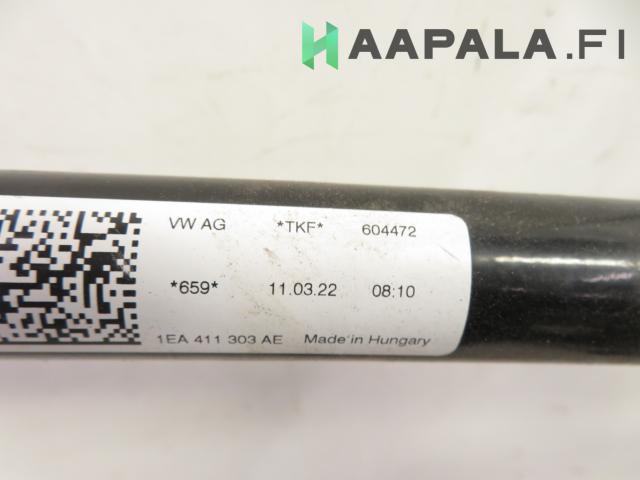 HAAPALA.FI
VW AG *TKF* 604472
*659* 11.03.22 08:10
1EA 411 303 AE Made in Hungary